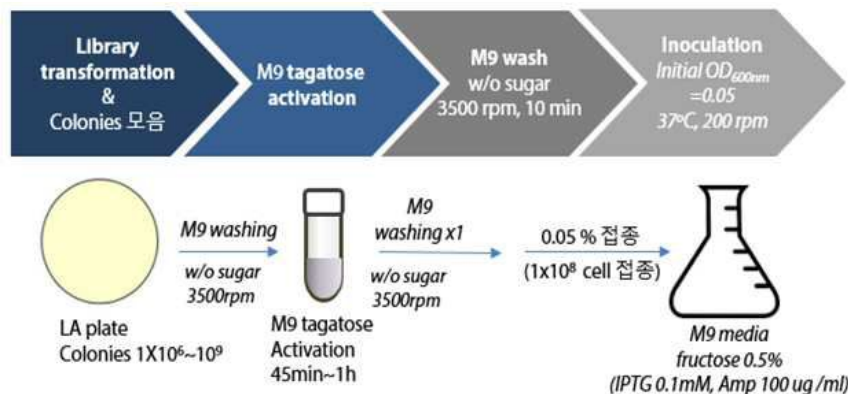 Library
transformation
&
Colonies 모음
M9 tagatose
activation
M9 wash
w/o sugar
3500 rpm, 10 min
Inoculation
Initial OD600nm
=0.05
37ºC, 200 rpm
LA plate
Colonies 1X10⁶~10⁹
M9 washing
w/o sugar
3500rpm
M9 tagatose
Activation
45min~1h
M9
washing x1
w/o sugar
3500rpm
0.05 % 접종
(1x10⁸ cell 접종)
M9 media
fructose 0.5%
(IPTG 0.1mM, Amp 100 ug /ml)